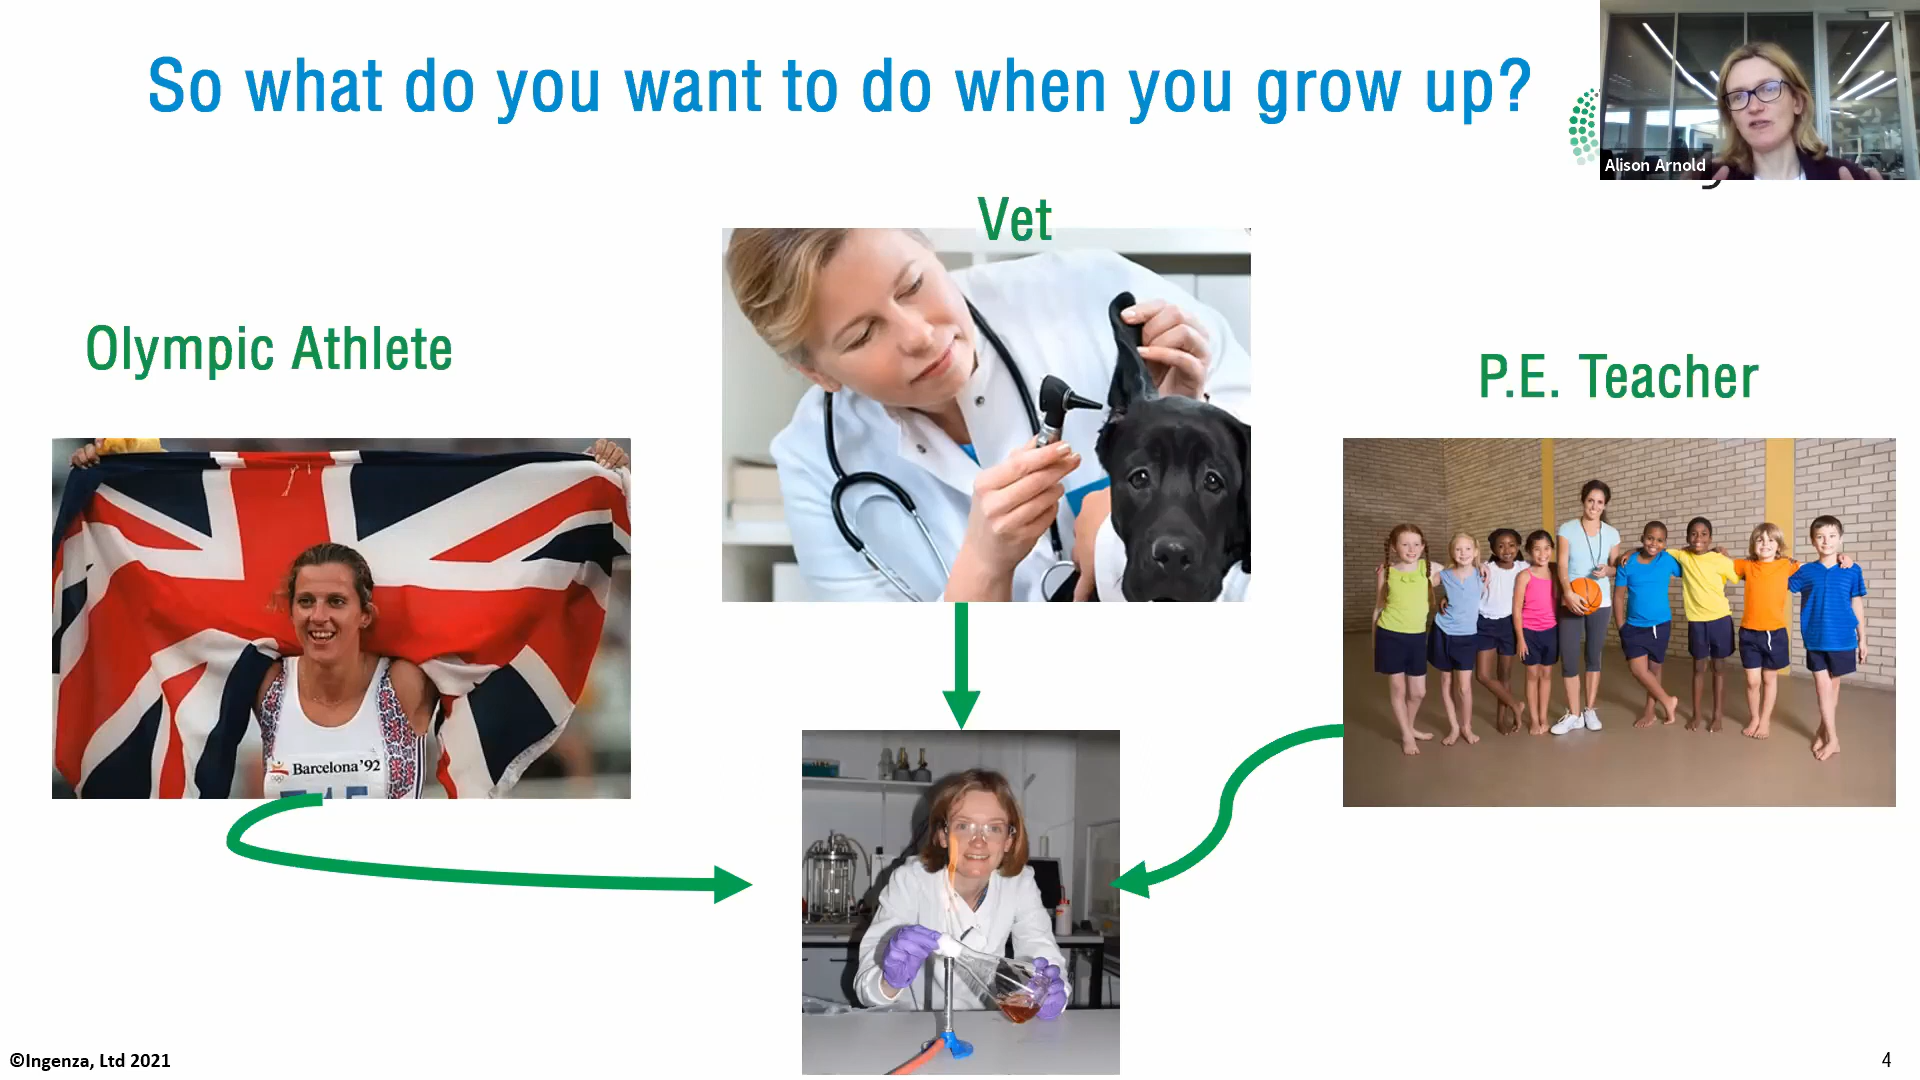 So what do you want to do when you grow up?
Alison Arnold
Vet
Olympic Athlete
P.E. Teacher
Barcelona '92
©Ingenza, Ltd 2021
4